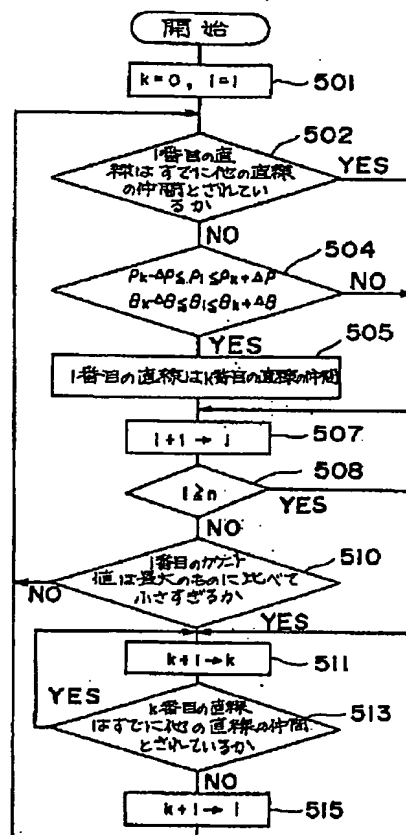 開始
k=0, i=1
501
i番目の直
線はすでに他の直線
の仲間とされてい
るか
502
YES
NO
504
ρk-Δρ≦ρi≦ρk+Δρ
θk-Δθ≦θi≦θk+Δθ
NO
YES
505
i番目の直線はk番目の直線の仲間
i+1→i
507
i≧n
508
YES
NO
i番目のカウント
値は最大のものに比べて
小さすぎるか
510
NO
YES
k+1→k
511
YES
k番目の直線
はすでに他の直線の仲間
とされているか
513
NO
k+1→i
515